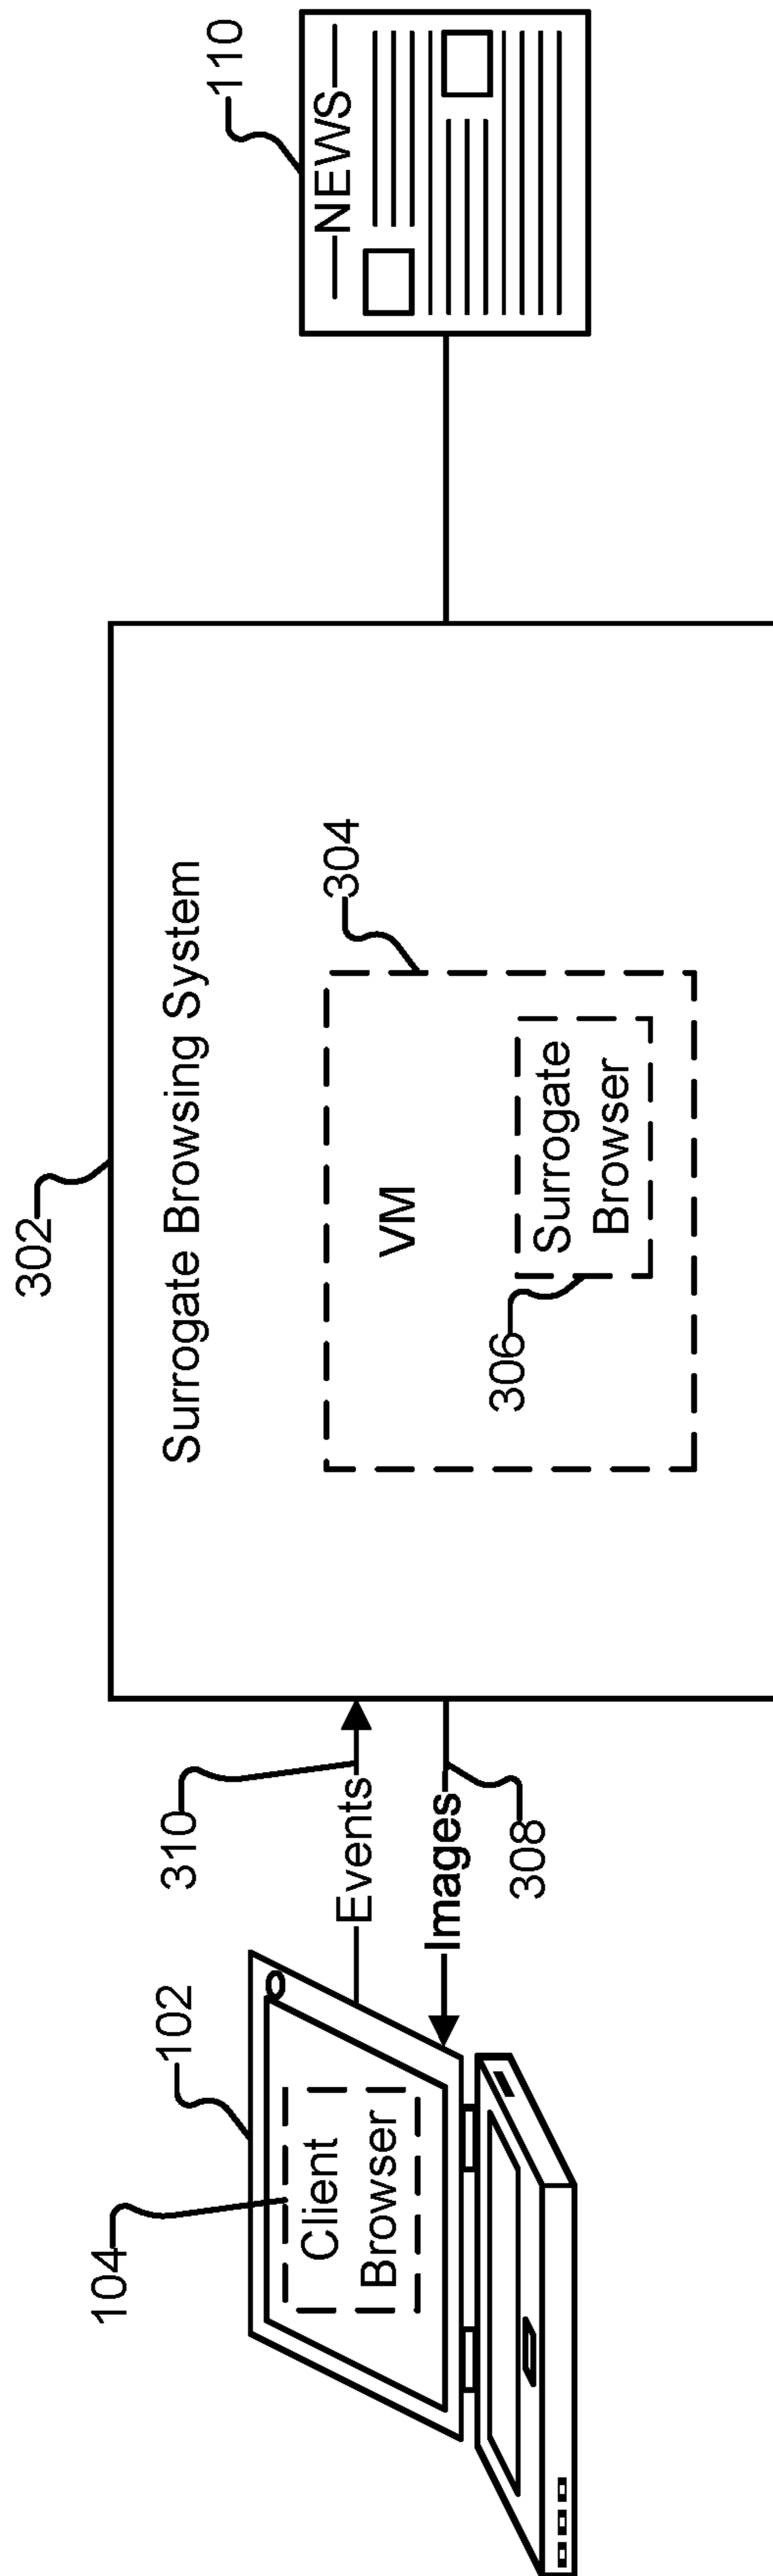 302
Surrogate Browsing System
304
VM
306
Surrogate
Browser
110
NEWS
310
Events
Images
308
102
104
Client
Browser